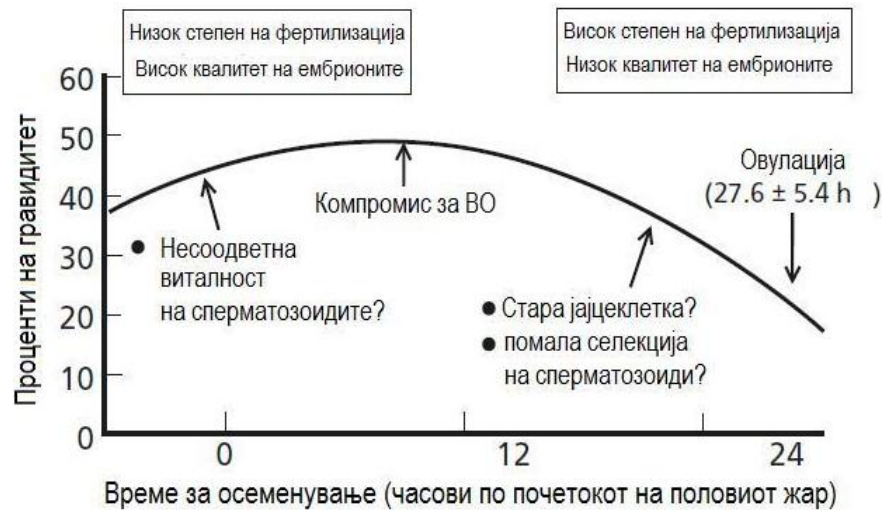 Низок степен на фертилизација
Висок квалитет на ембрионите
Висок степен на фертилизација
Низок квалитет на ембрионите
Проценти на гравидитет
60
50
40
30
20
10
0
Овулација
(27.6 ± 5.4 h )
Компромис за ВО
● Несоодветна
виталност
на сперматозоидите?
● Стара јајцеклетка?
● помала селекција
на сперматозоиди?
0
12
24
Време за осеменување (часови по почетокот на половиот жар)